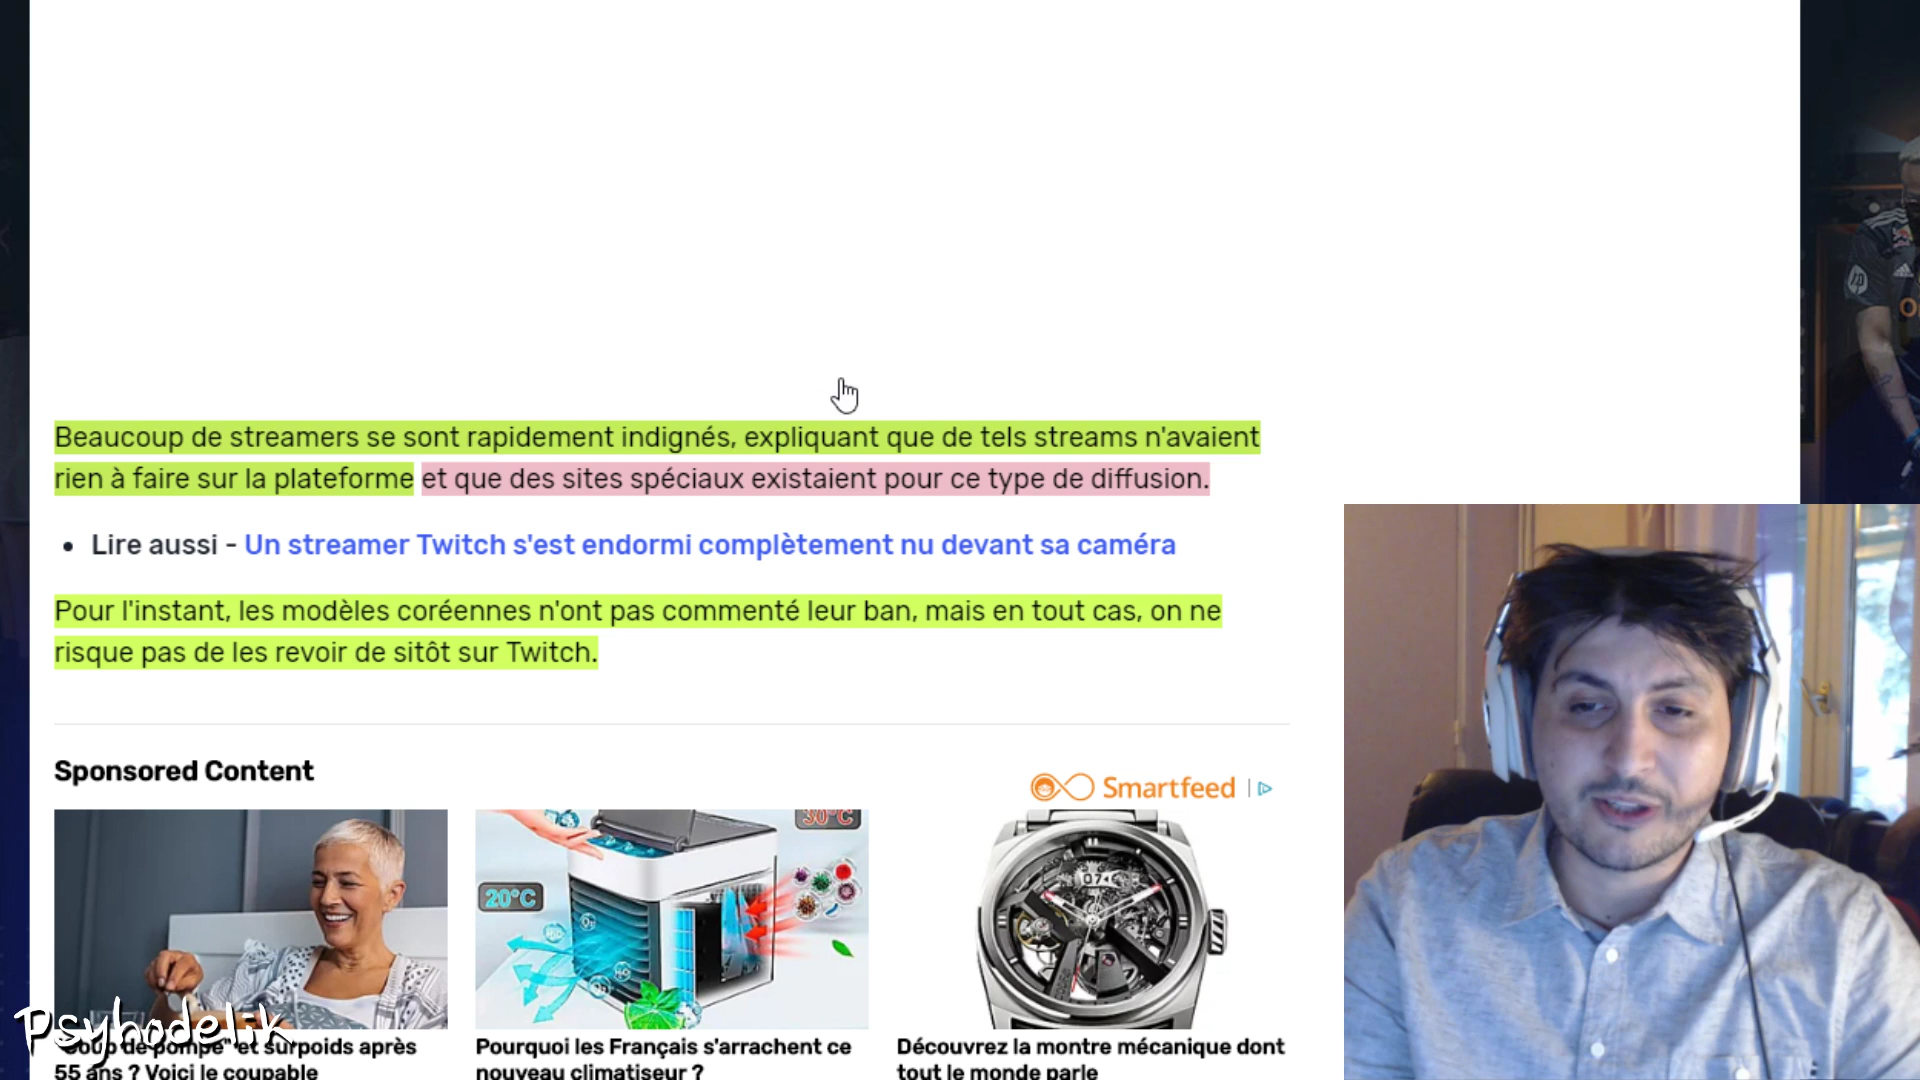 Beaucoup de streamers se sont rapidement indignés, expliquant que de tels streams n'avaient
rien à faire sur la plateforme et que des sites spéciaux existaient pour ce type de diffusion.
Lire aussi - Un streamer Twitch s'est endormi complètement nu devant sa caméra
Pour l'instant, les modèles coréennes n'ont pas commenté leur ban, mais en tout cas, on ne
risque pas de les revoir de sitôt sur Twitch.
Sponsored Content
Smartfeed
20°C
30°C
07
Psyhodelik
"Coup de pompe" et surpoids après
55 ans ? Voici le coupable
Pourquoi les Français s'arrachent ce
nouveau climatiseur ?
Découvrez la montre mécanique dont
tout le monde parle